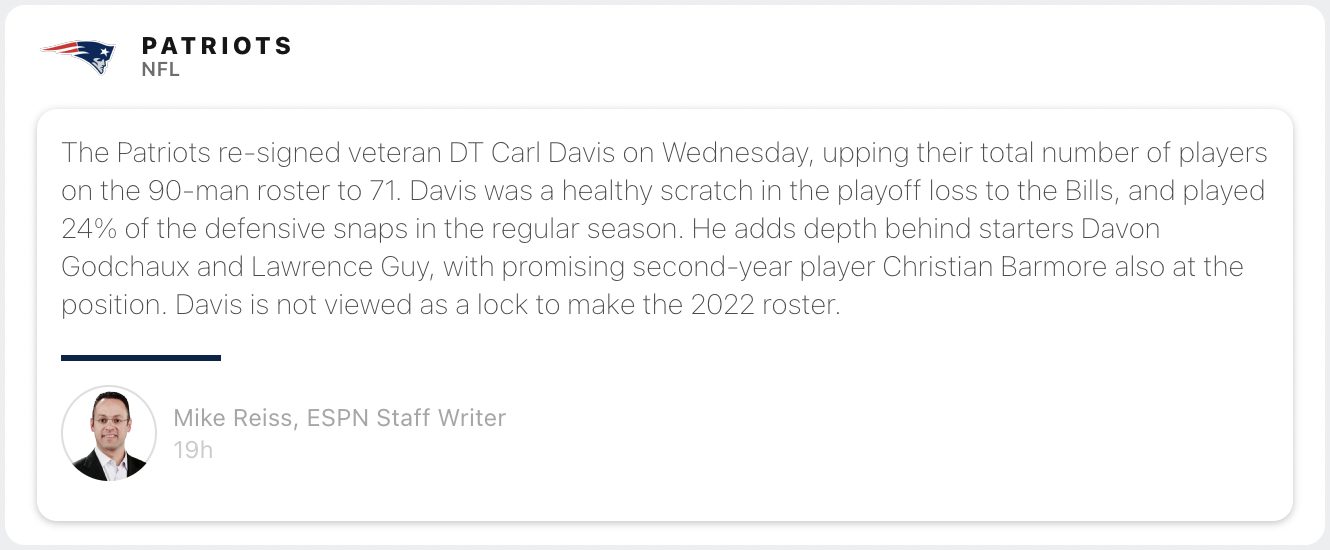 PATRIOTS
NFL
The Patriots re-signed veteran DT Carl Davis on Wednesday, upping their total number of players
on the 90-man roster to 71. Davis was a healthy scratch in the playoff loss to the Bills, and played
24% of the defensive snaps in the regular season. He adds depth behind starters Davon
Godchaux and Lawrence Guy, with promising second-year player Christian Barmore also at the
position. Davis is not viewed as a lock to make the 2022 roster.
Mike Reiss, ESPN Staff Writer
19h